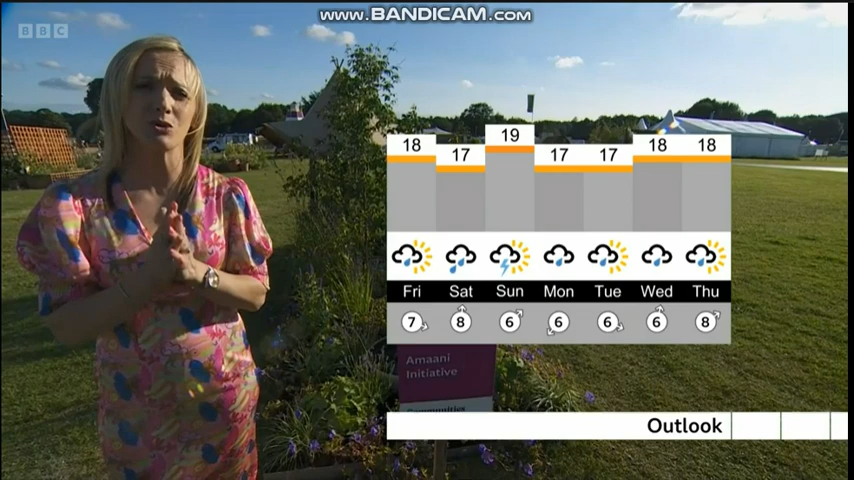 www.BANDICAM.com
BBC
18 17 19 17 17 18 18
Fri Sat Sun Mon Tue Wed Thu
7 8 6 6 6 6 8
Amaani
Initiative
Communities
Outlook